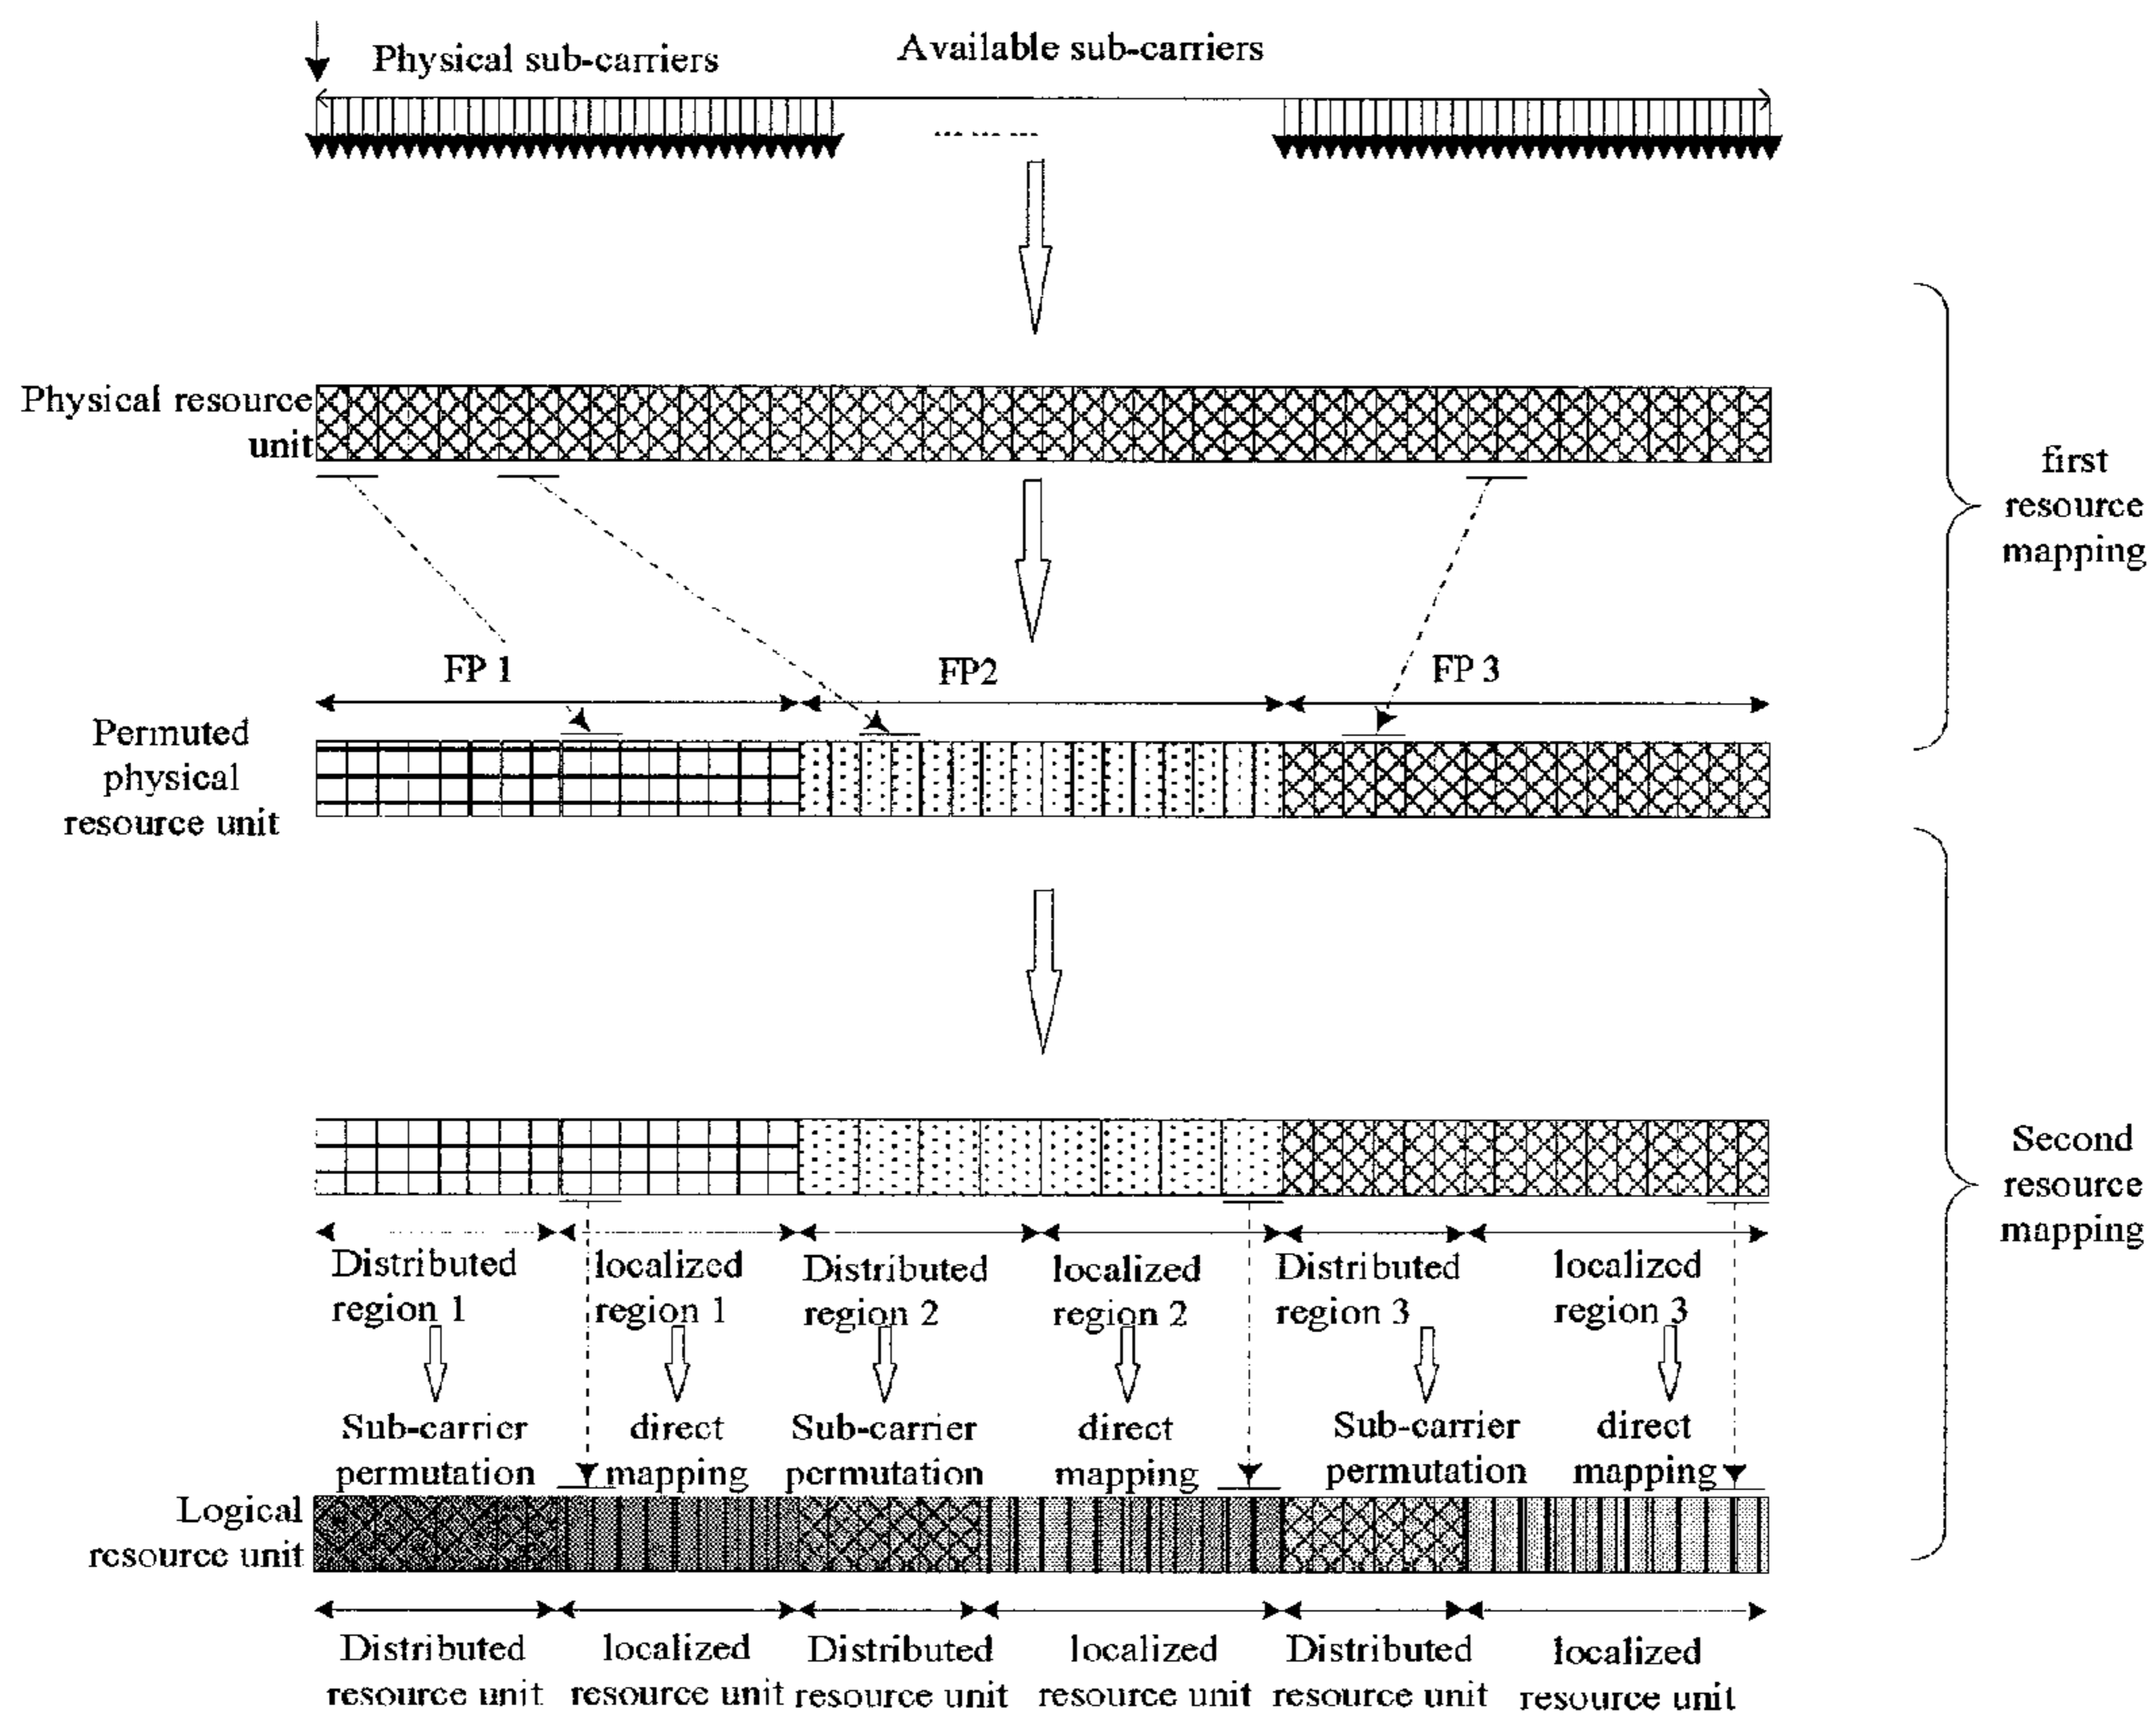 Physical sub-carriers
Available sub-carriers
Physical resource
unit
first
resource
mapping
FP 1
FP2
FP 3
Permuted
physical
resource unit
Second
resource
mapping
Distributed
region 1
localized
region 1
Distributed
region 2
localized
region 2
Distributed
region 3
localized
region 3
Sub-carrier
permutation
direct
mapping
Sub-carrier
permutation
direct
mapping
Sub-carrier
permutation
direct
mapping
Logical
resource unit
Distributed
resource unit
localized
resource unit
Distributed
resource unit
localized
resource unit
Distributed
resource unit
localized
resource unit